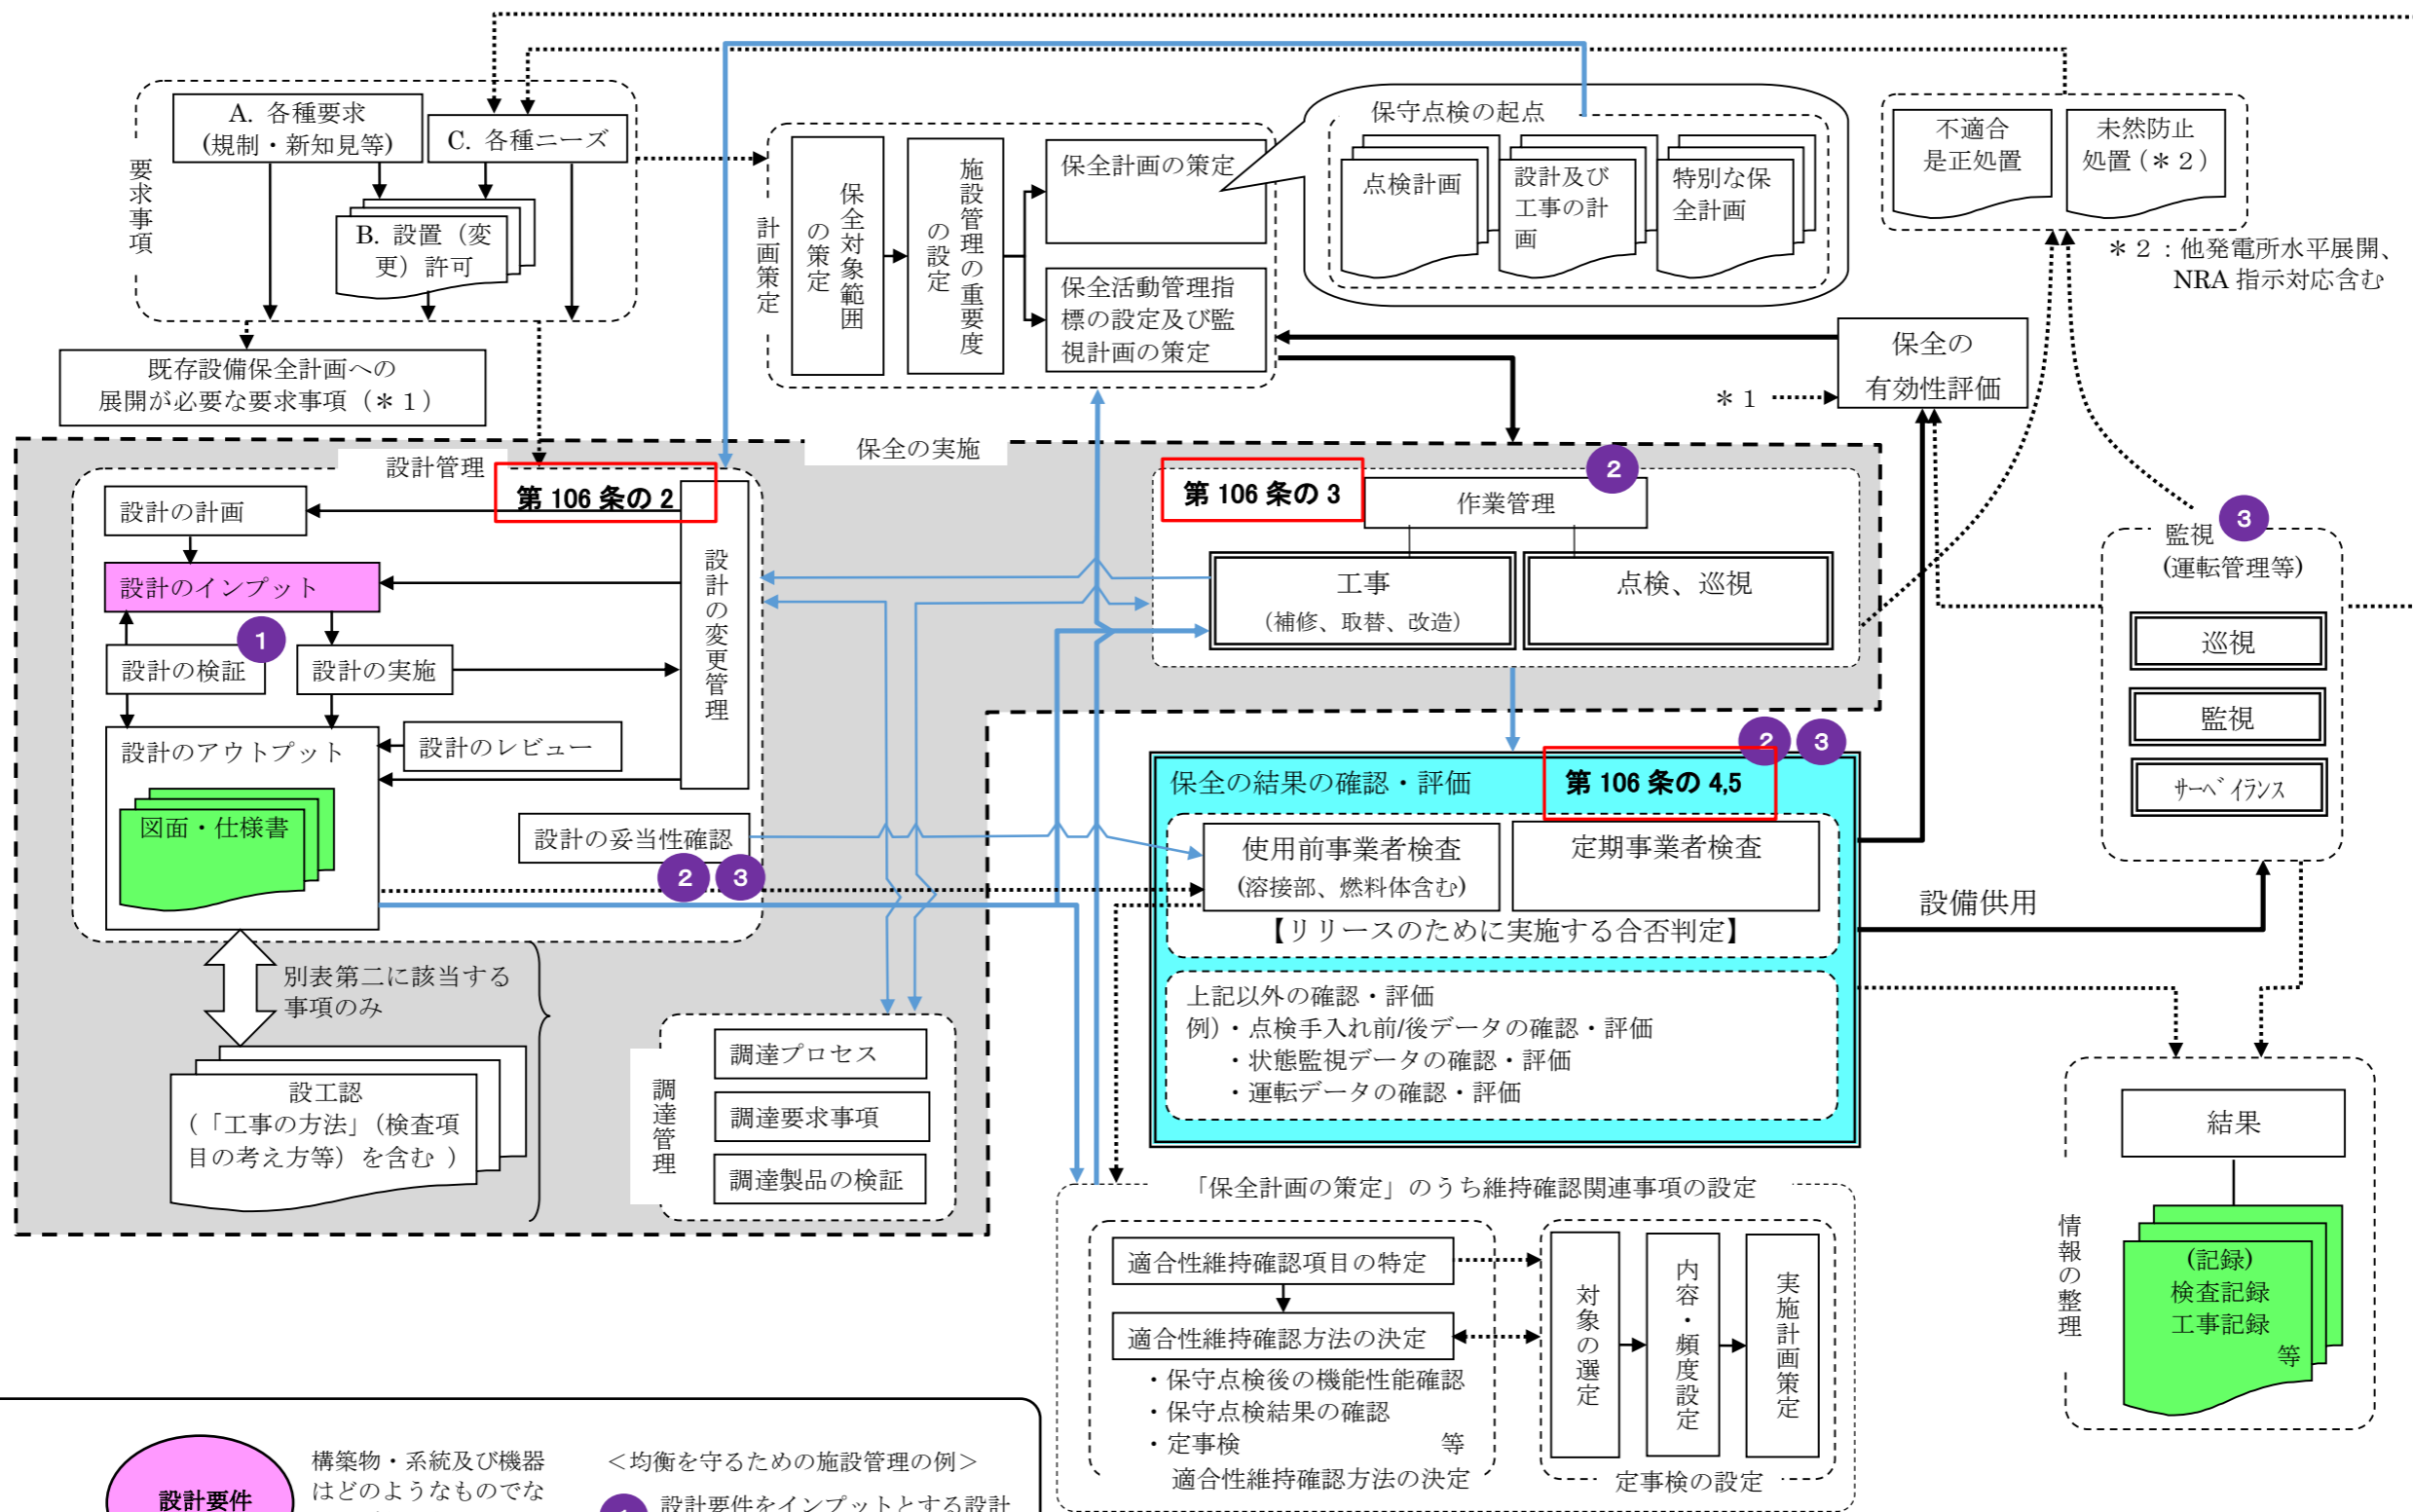 A. 各種要求
(規制・新知見等)
C. 各種ニーズ
要求事項
B. 設置（変
更）許可
既存設備保全計画への
展開が必要な要求事項（＊１）
計画策定
保全対象範囲
の策定
施設管理の重要度
の設定
保全計画の策定
保全活動管理指
標の設定及び監
視計画の策定
保守点検の起点
点検計画
設計及び
工事の計
画
特別な保
全計画
不適合
是正処置
未然防止
処置(＊２)
＊２：他発電所水平展開、
NRA 指示対応含む
保全の
有効性評価
＊１
保全の実施
設計管理
第 106 条の 2
設計の計画
設計のインプット
設計の検証
1
設計の実施
設計の変更管理
設計のアウトプット
設計のレビュー
図面・仕様書
設計の妥当性確認
2
3
別表第二に該当する
事項のみ
設工認
(「工事の方法」(検査項
目の考え方等）を含む )
調達管理
調達プロセス
調達要求事項
調達製品の検証
第 106 条の 3
2
作業管理
工事
（補修、取替、改造）
点検、巡視
2
3
保全の結果の確認・評価
第 106 条の 4,5
使用前事業者検査
(溶接部、燃料体含む)
定期事業者検査
【リリースのために実施する合否判定】
上記以外の確認・評価
例）・点検手入れ前/後データの確認・評価
・状態監視データの確認・評価
・運転データの確認・評価
監視
3
(運転管理等)
巡視
監視
ｻｰﾍﾞｲﾗﾝｽ
設備供用
情報の整理
結果
(記録)
検査記録
工事記録
等
「保全計画の策定」のうち維持確認関連事項の設定
適合性維持確認項目の特定
適合性維持確認方法の決定
・保守点検後の機能性能確認
・保守点検結果の確認
・定事検 等
適合性維持確認方法の決定
対象の選定
内容・頻度設定
実施計画策定
定事検の設定
設計要件
構築物・系統及び機器
はどのようなものでな
＜均衡を守るための施設管理の例＞
設計要件をインプットとする設計